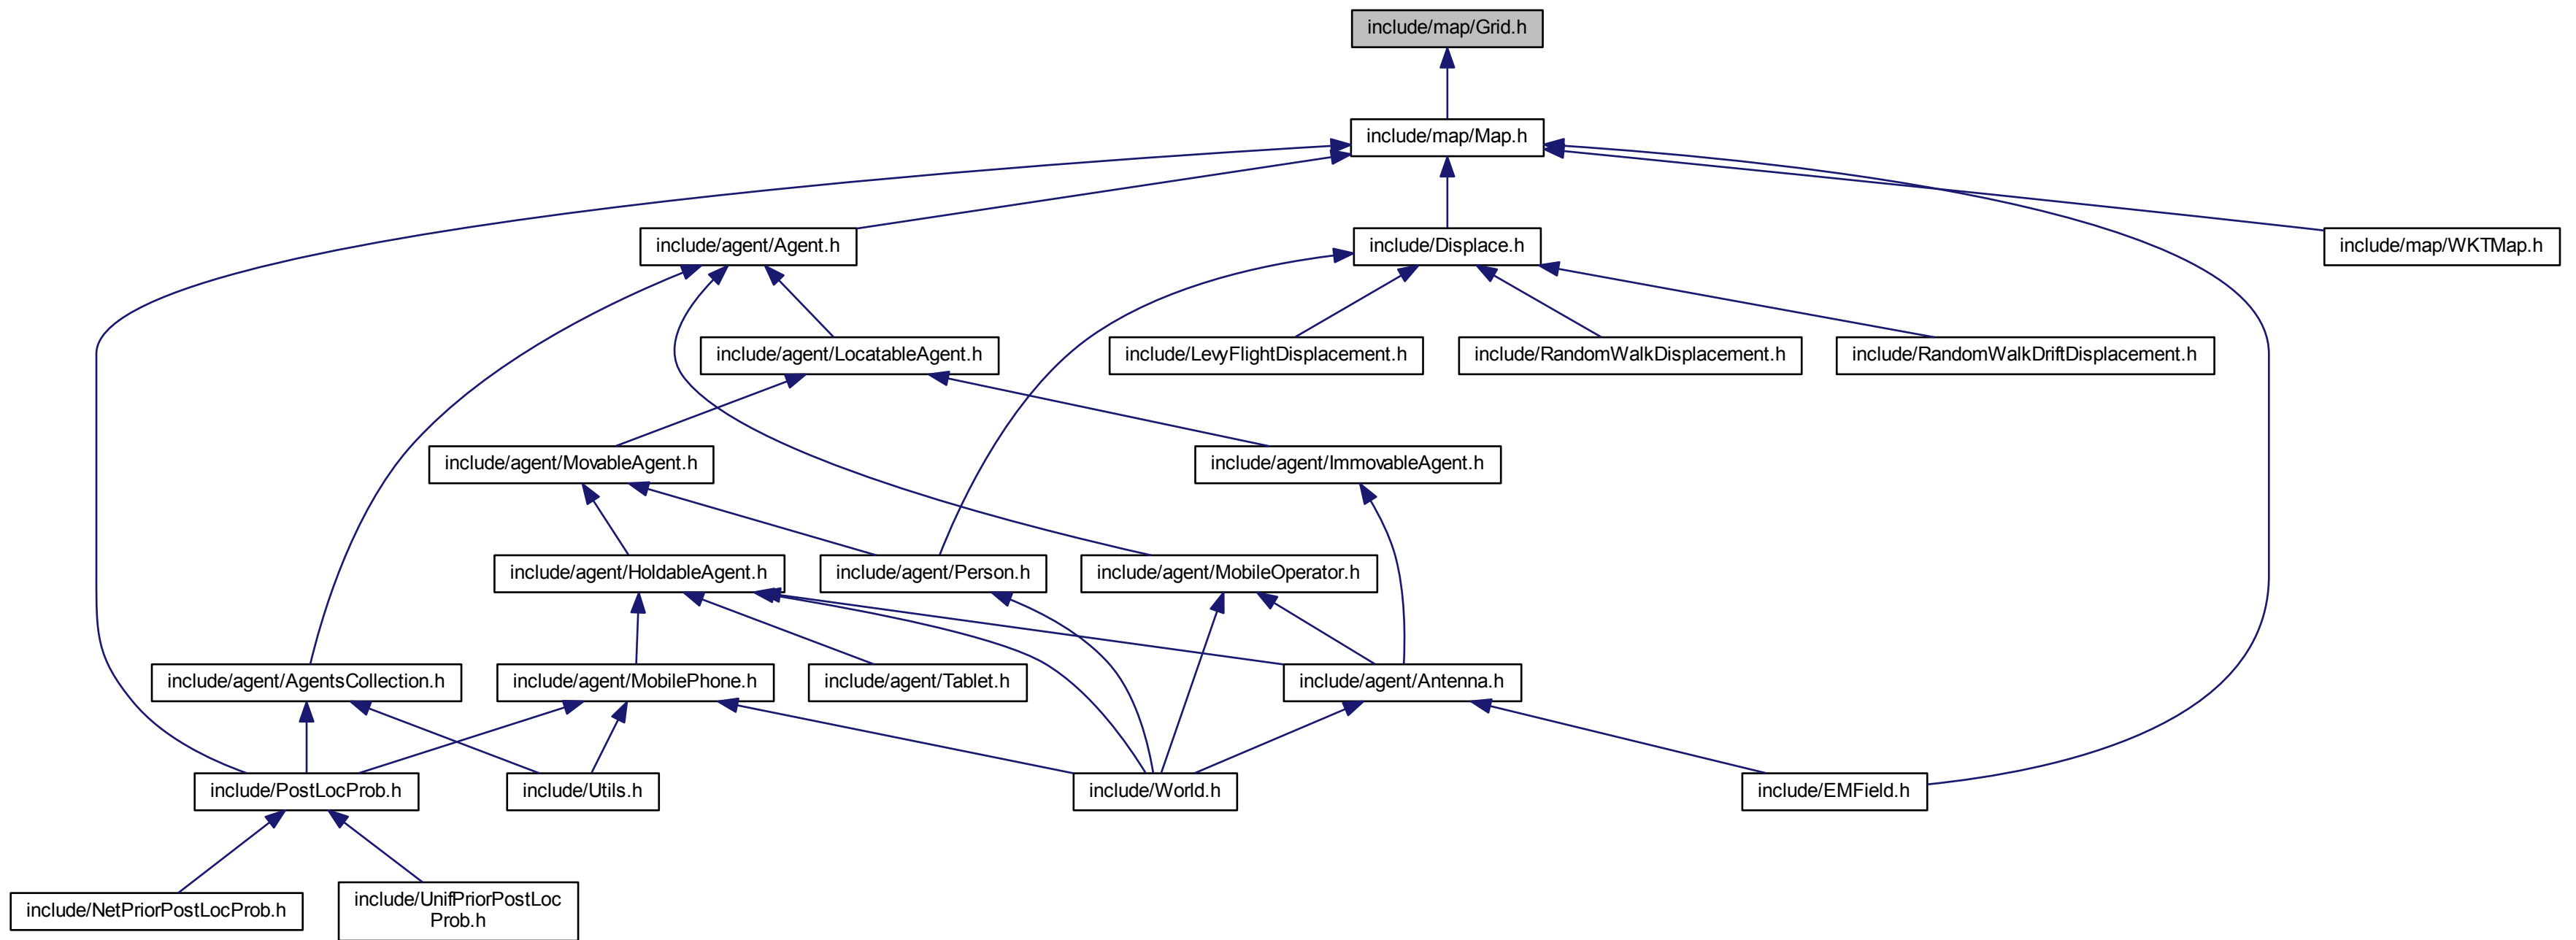 include/map/Grid.h
include/map/Map.h
include/agent/Agent.h
include/Displace.h
include/map/WKTMap.h
include/agent/LocatableAgent.h
include/LevyFlightDisplacement.h
include/RandomWalkDisplacement.h
include/RandomWalkDriftDisplacement.h
include/agent/MovableAgent.h
include/agent/ImmovableAgent.h
include/agent/HoldableAgent.h
include/agent/Person.h
include/agent/MobileOperator.h
include/agent/AgentsCollection.h
include/agent/MobilePhone.h
include/agent/Tablet.h
include/agent/Antenna.h
include/PostLocProb.h
include/Utils.h
include/World.h
include/EMField.h
include/NetPriorPostLocProb.h
include/UnifPriorPostLoc
Prob.h